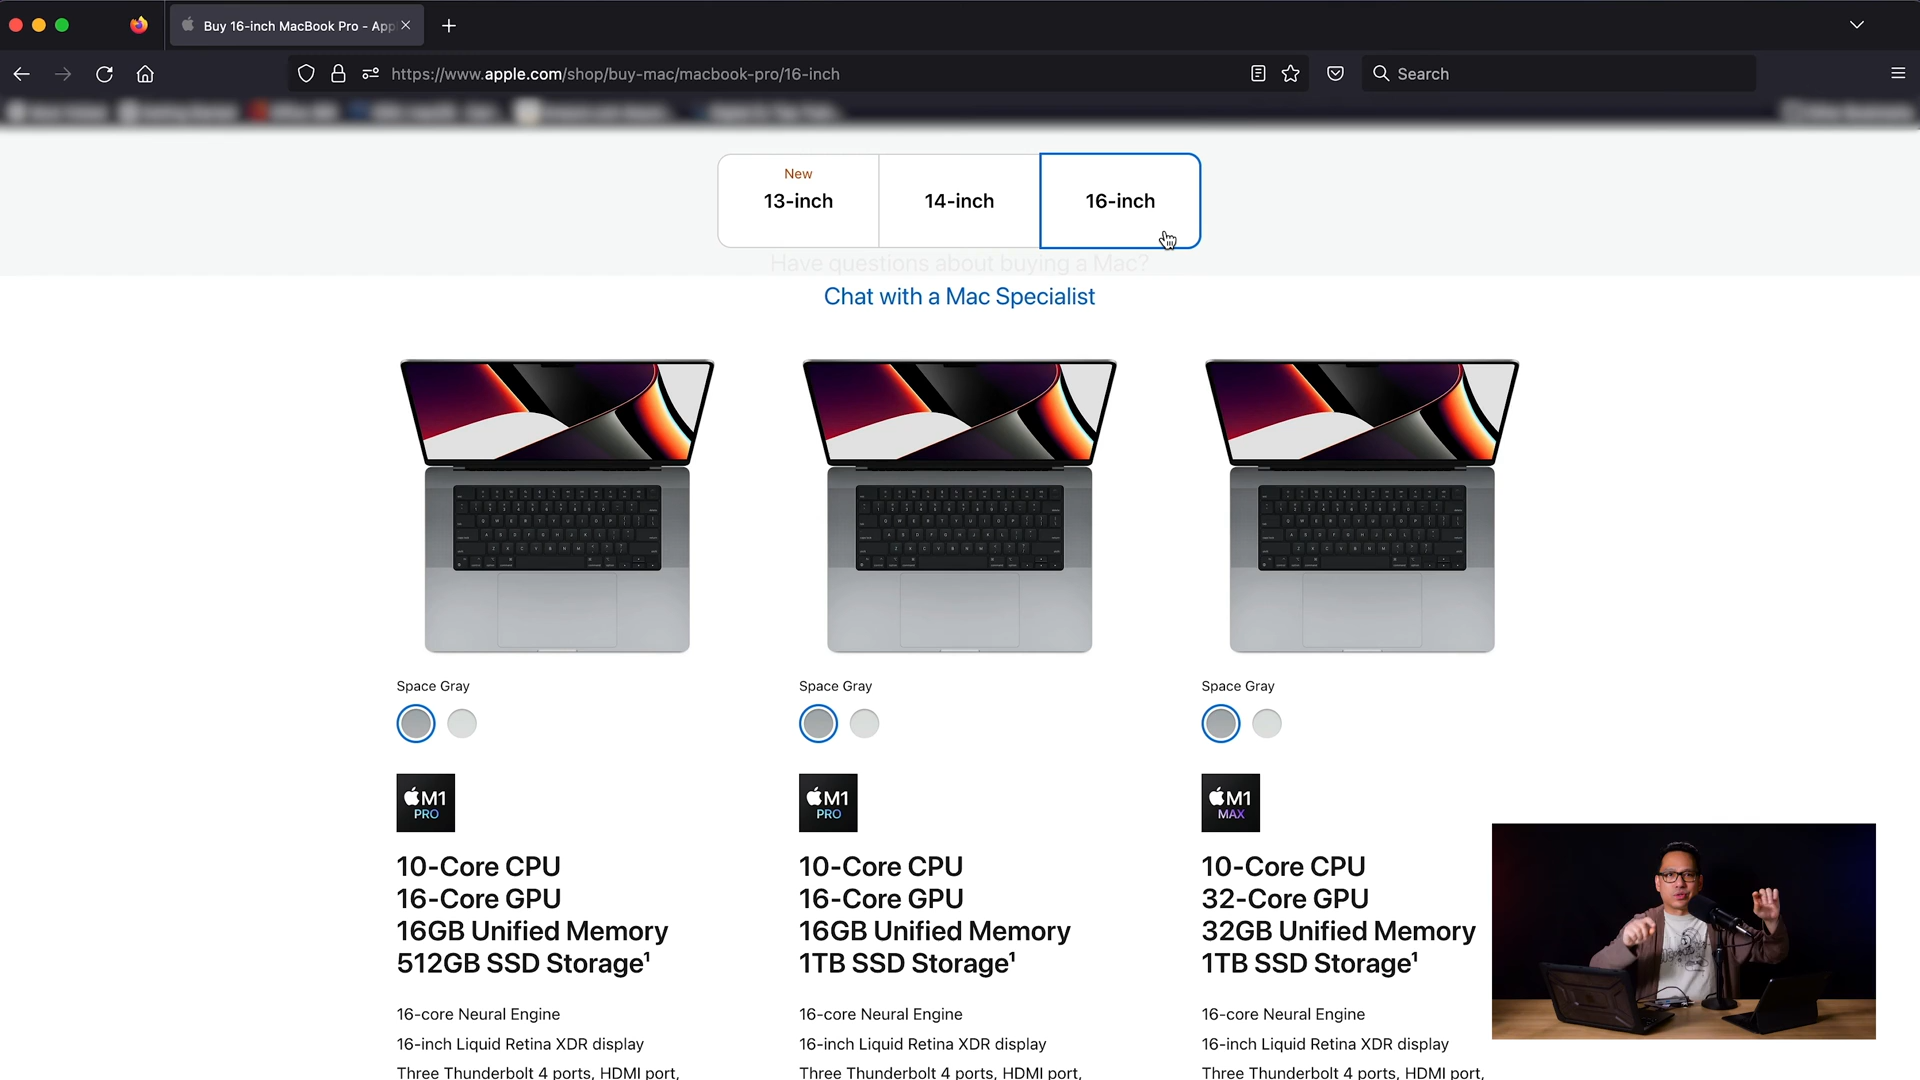 Buy 16-inch MacBook Pro - App
https://www.apple.com/shop/buy-mac/macbook-pro/16-inch
Search
New
13-inch
14-inch
16-inch
Have questions about buying a Mac?
Chat with a Mac Specialist
Space Gray
Space Gray
Space Gray
M1
PRO
M1
PRO
M1
MAX
10-Core CPU
16-Core GPU
16GB Unified Memory
512GB SSD Storage¹
10-Core CPU
16-Core GPU
16GB Unified Memory
1TB SSD Storage¹
10-Core CPU
32-Core GPU
32GB Unified Memory
1TB SSD Storage¹
16-core Neural Engine
16-inch Liquid Retina XDR display
Three Thunderbolt 4 ports, HDMI port,
16-core Neural Engine
16-inch Liquid Retina XDR display
Three Thunderbolt 4 ports, HDMI port,
16-core Neural Engine
16-inch Liquid Retina XDR display
Three Thunderbolt 4 ports, HDMI port,